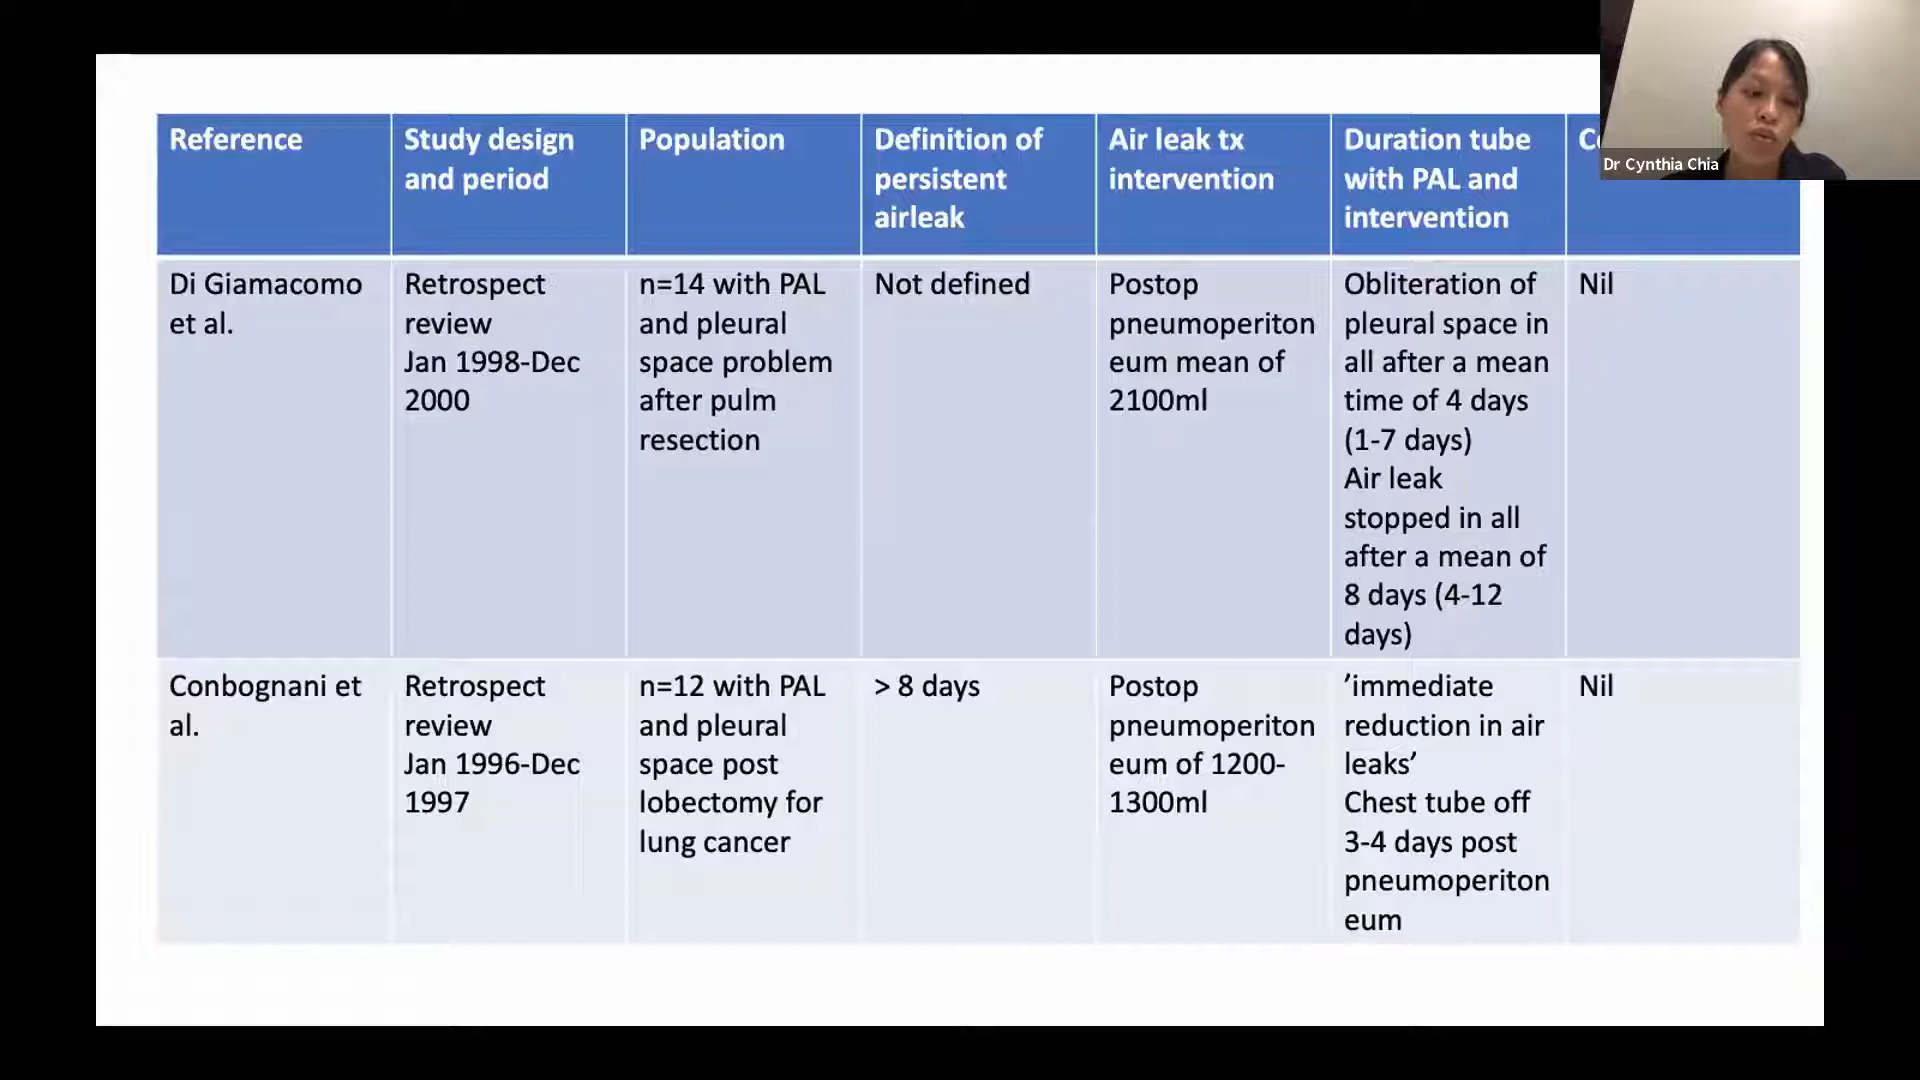 Reference
Study design
and period
Population
Definition of
persistent
airleak
Air leak tx
intervention
Duration tube
with PAL and
intervention
Dr Cynthia Chia
Di Giamacomo
et al.
Retrospect
review
Jan 1998-Dec
2000
n=14 with PAL
and pleural
space problem
after pulm
resection
Not defined
Postop
pneumoperiton
eum mean of
2100ml
Obliteration of
pleural space in
all after a mean
time of 4 days
(1-7 days)
Air leak
stopped in all
after a mean of
8 days (4-12
days)
Nil
Conbognani et
al.
Retrospect
review
Jan 1996-Dec
1997
n=12 with PAL
and pleural
space post
lobectomy for
lung cancer
> 8 days
Postop
pneumoperiton
eum of 1200-
1300ml
’immediate
reduction in air
leaks’
Chest tube off
3-4 days post
pneumoperiton
eum
Nil